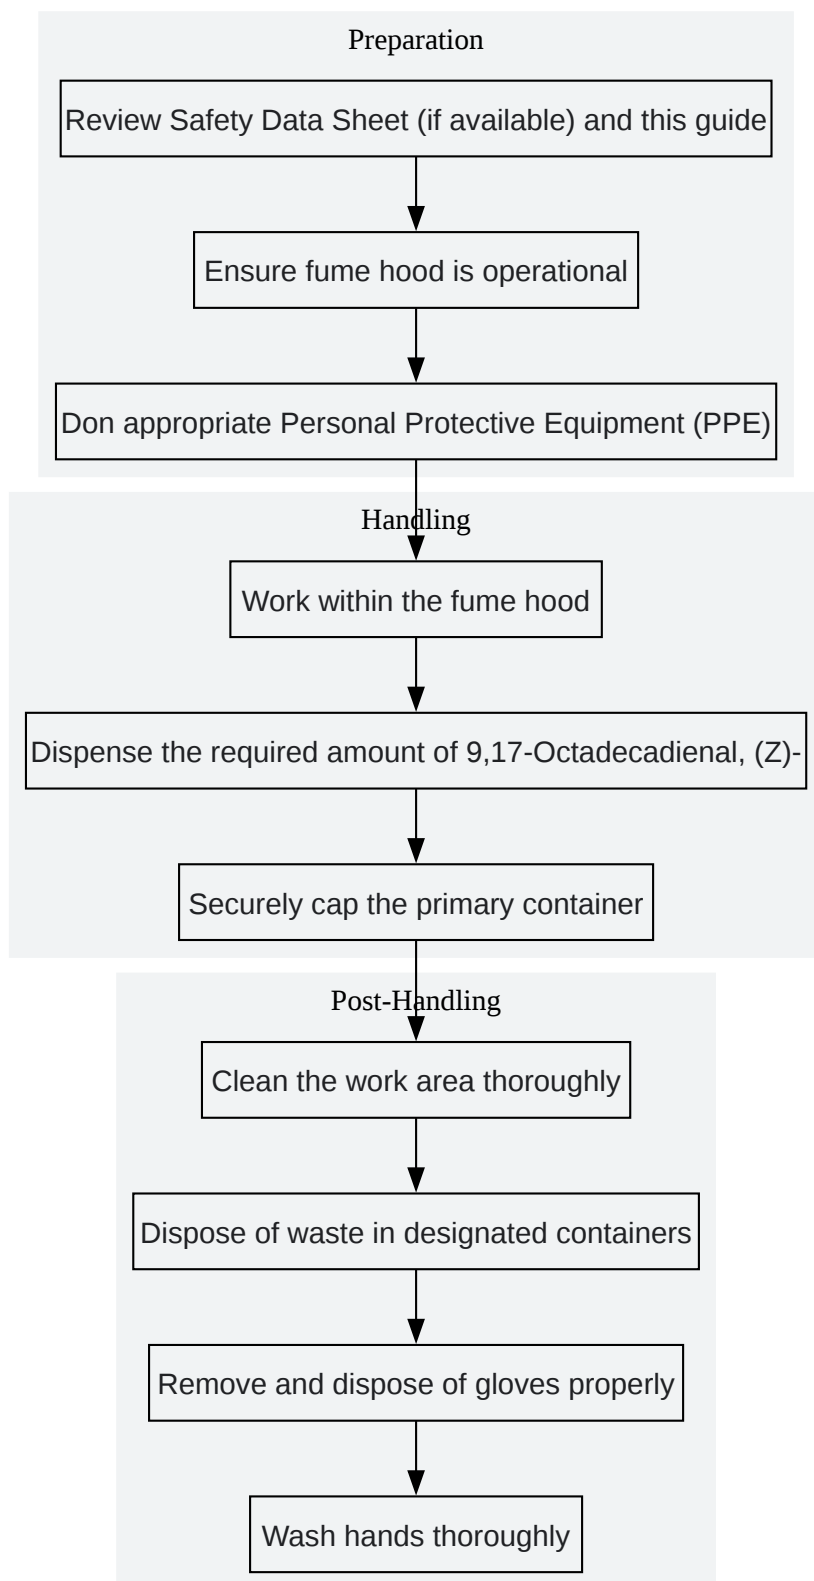 Preparation
Review Safety Data Sheet (if available) and this guide
Ensure fume hood is operational
Don appropriate Personal Protective Equipment (PPE)
Handling
Work within the fume hood
Dispense the required amount of 9,17-Octadecadienal, (Z)-
Securely cap the primary container
Post-Handling
Clean the work area thoroughly
Dispose of waste in designated containers
Remove and dispose of gloves properly
Wash hands thoroughly